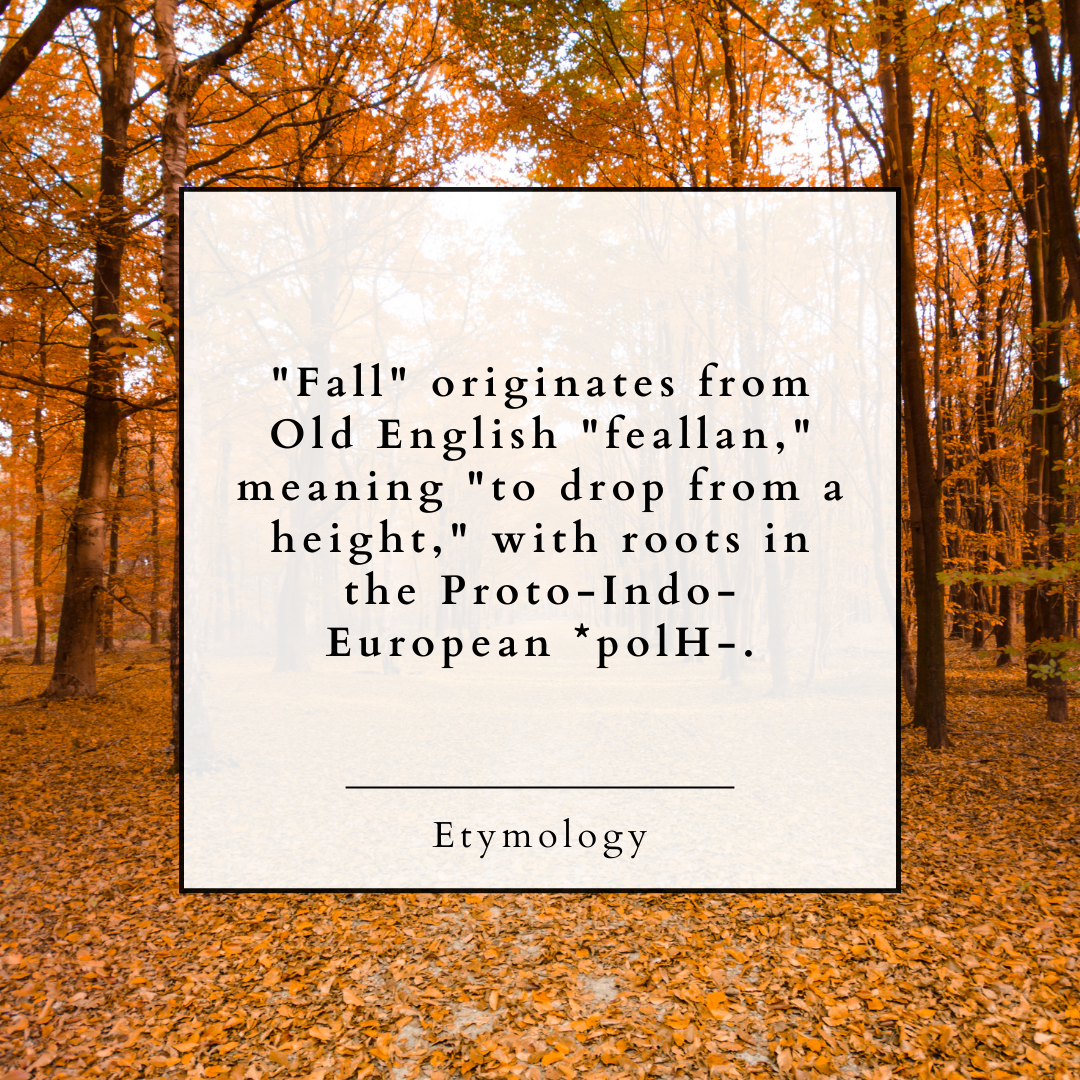 "Fall" originates from
Old English "feallan,"
meaning "to drop from a
height," with roots in
the Proto-Indo-
European *polH-.
Etymology